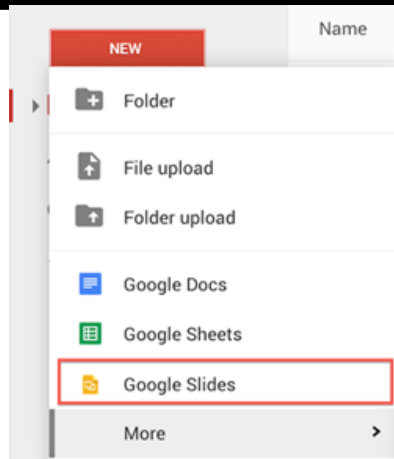 Name
NEW
Folder
File upload
Folder upload
Google Docs
Google Sheets
Google Slides
More